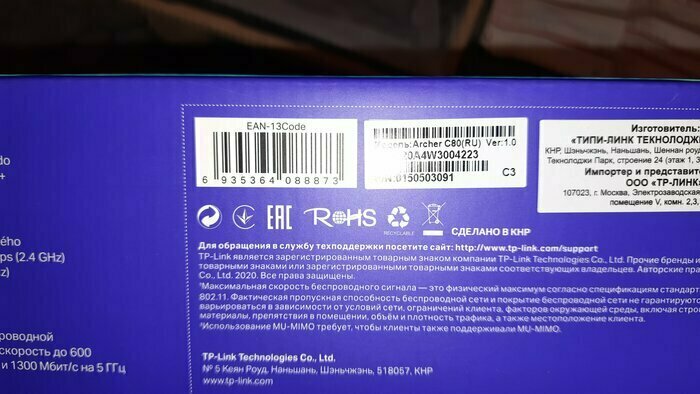 do
+
ého
ps (2.4 GHz)
z)
роводной
скорость до 600
и 1300 Мбит/с на 5 ГГц
EAN-13Code
6 935364 088873
Модель:Archer C80(RU) Ver:1.0
20A4W3004223
0150503091
C3
Изготовитель:
«ТИПИ-ЛИНК ТЕКНОЛОДЖИ
КНР, Шэньчжэнь, Наньшань, Шеннан роуд
Текнолоджи Парк, строение 24 (этаж 1, 3
Импортер и представите
ООО «ТР-ЛИНК
107023, г. Москва, Электрозаводская
помещение V, комн. 2,3,
EAC
RoHS
RECYCLABLE
СДЕЛАНО В КНР
Для обращения в службу техподдержки посетите сайт: http://www.tp-link.com/support
TP-Link является зарегистрированным товарным знаком компании TP-Link Technologies Co., Ltd. Прочие бренды и
товарными знаками или зарегистрированными товарными знаками соответствующих владельцев. Авторские пра
Co., Ltd. 2020. Все права защищены.
¹Максимальная скорость беспроводного сигнала — это физический максимум согласно спецификациям стандарт
802.11. Фактическая пропускная способность беспроводной сети и покрытие беспроводной сети не гарантируютс
варьироваться в зависимости от условий сети, ограничений клиента, факторов окружающей среды, включая стро
материалы, препятствия в помещении, объём и плотность трафика, а также местоположение клиента.
²Использование MU-MIMO требует, чтобы клиенты также поддерживали MU-MIMO.
TP-Link Technologies Co., Ltd.
№ 5 Кеян Роуд, Наньшань, Шэньчжэнь, 518057, КНР
www.tp-link.com